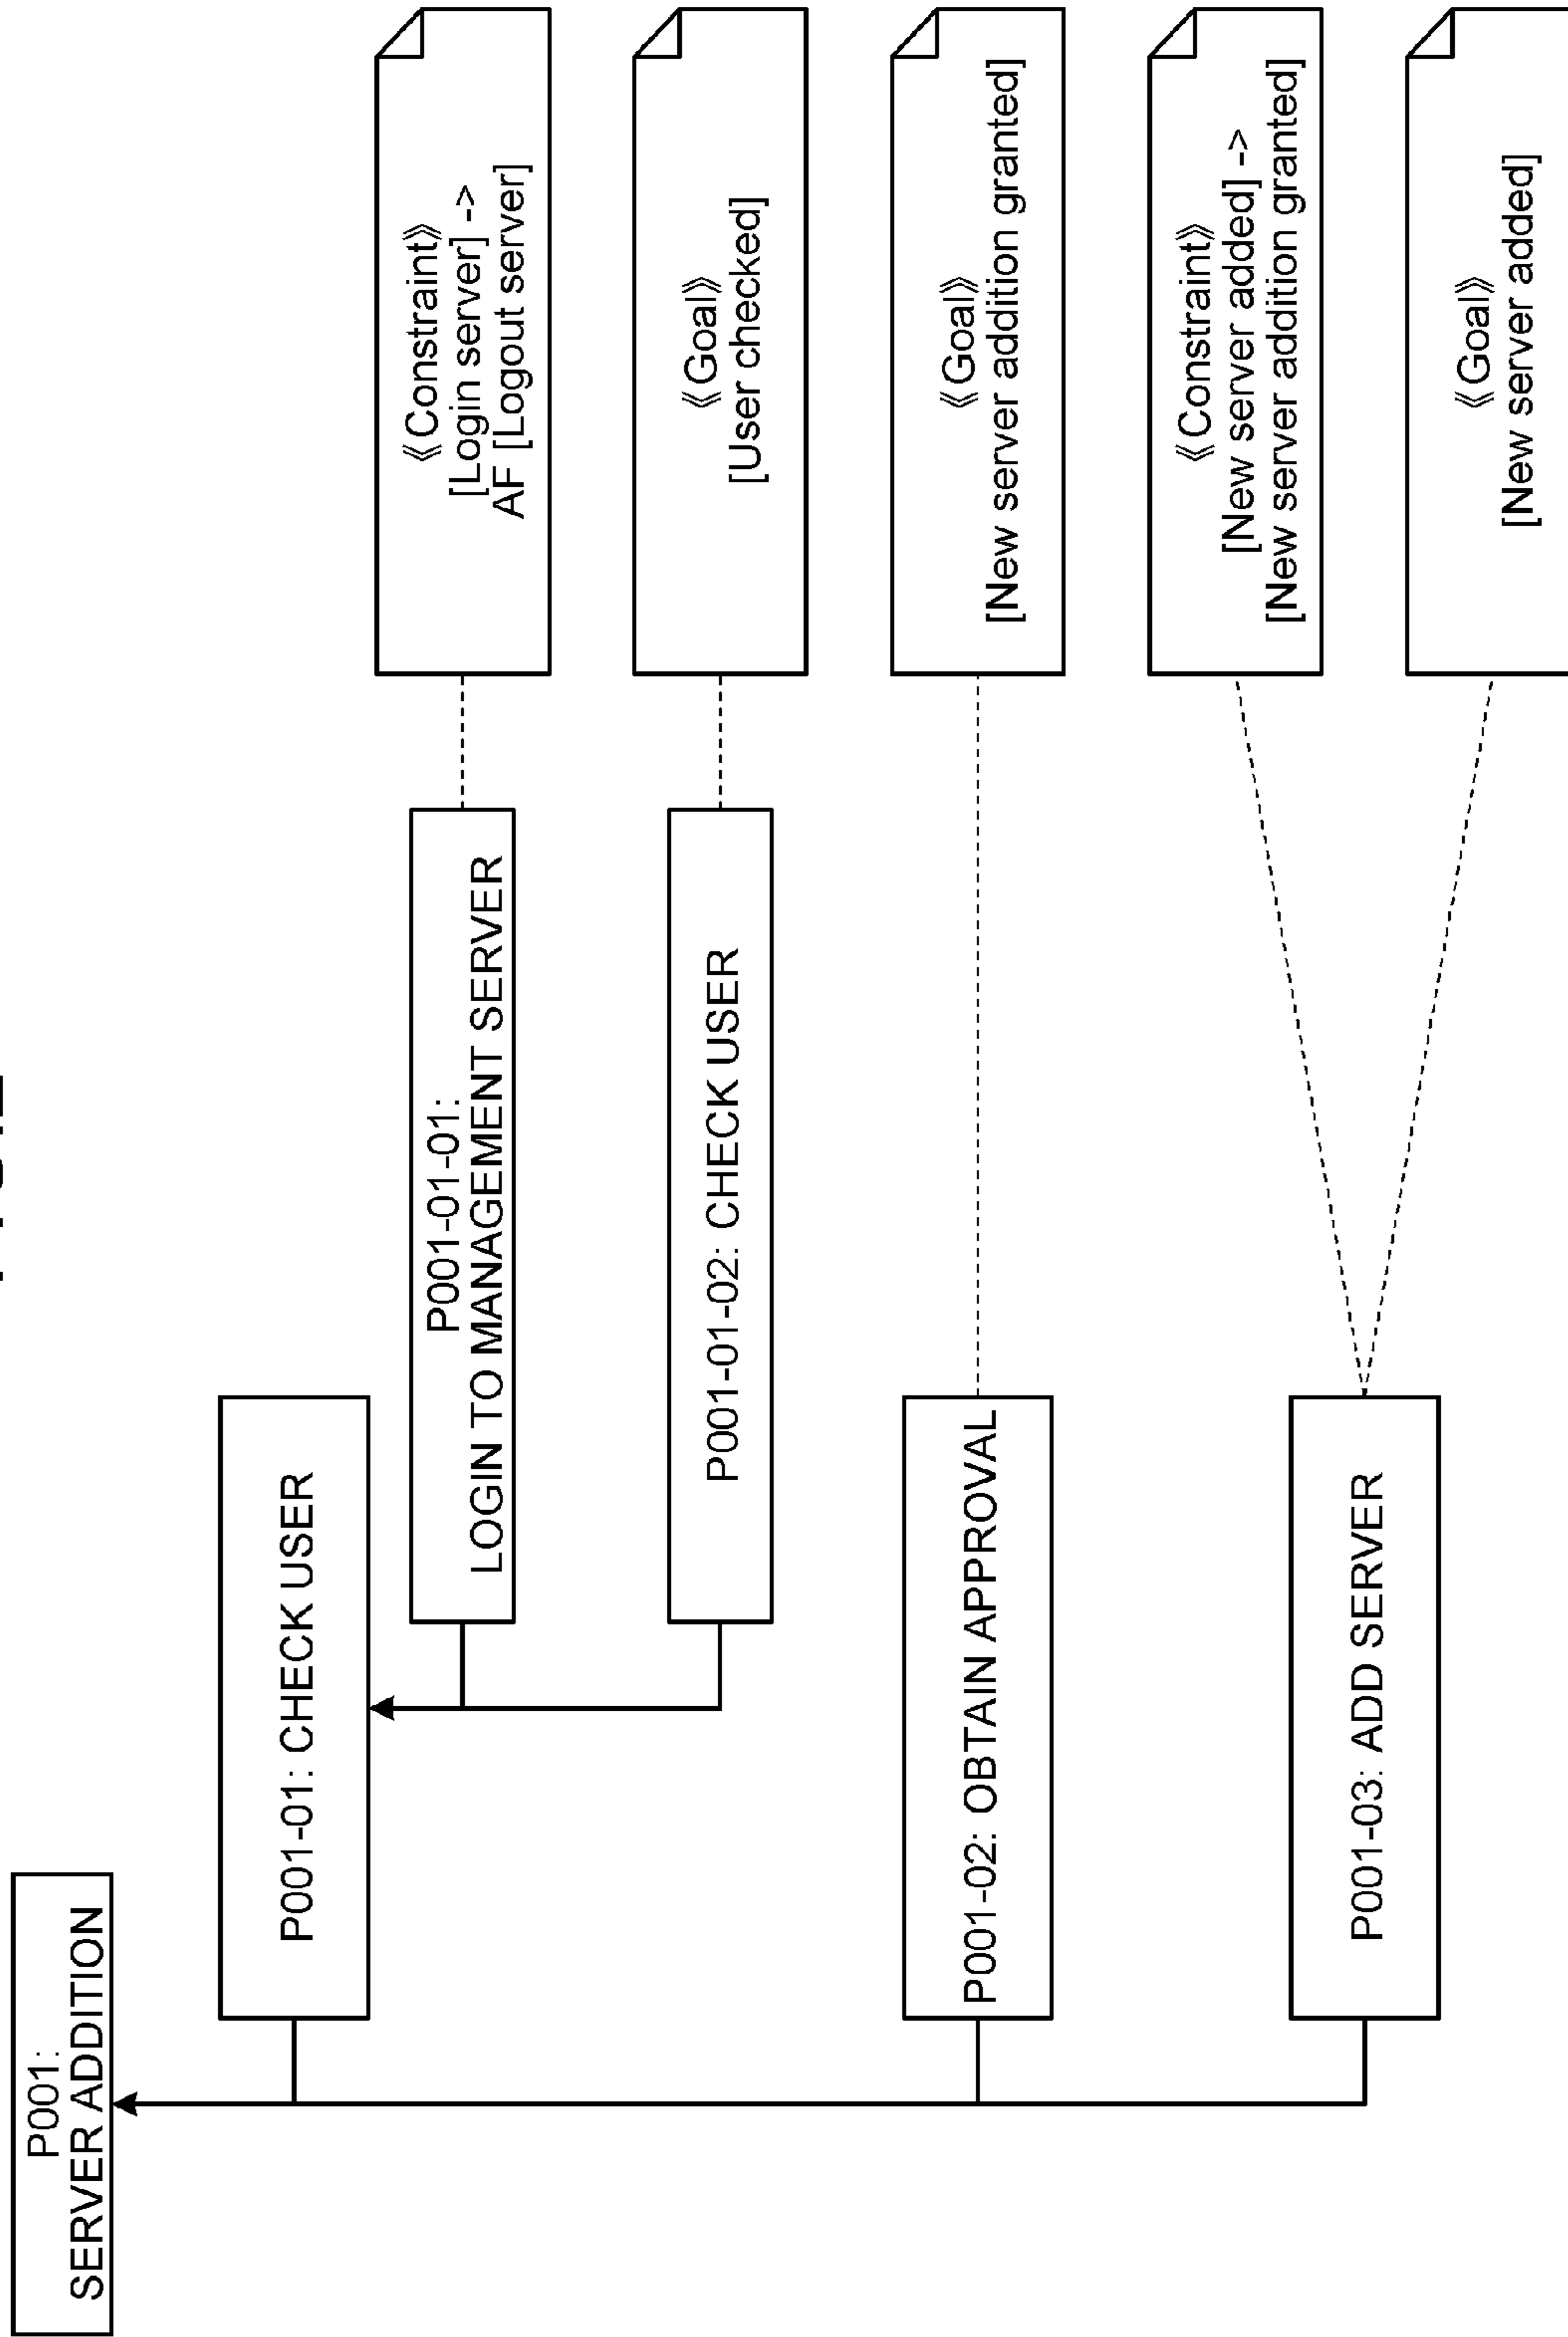 P001:
SERVER ADDITION
P001-01: CHECK USER
P001-01-01:
LOGIN TO MANAGEMENT SERVER
《Constraint》
[Login server] ->
AF [Logout server]
P001-01-02: CHECK USER
《Goal》
[User checked]
P001-02: OBTAIN APPROVAL
《Goal》
[New server addition granted]
P001-03: ADD SERVER
《Constraint》
[New server added] ->
[New server addition granted]
《Goal》
[New server added]